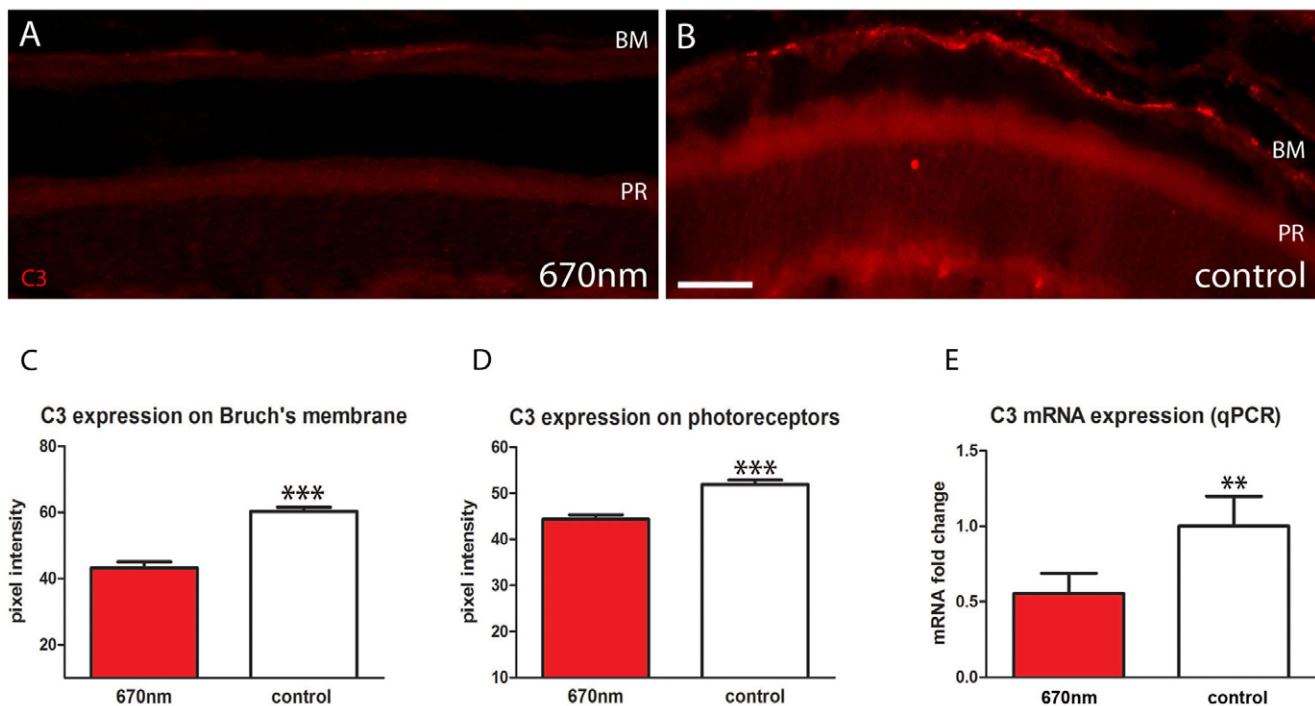 A
BM
PR
C3
670nm
B
BM
PR
control
C
C3 expression on Bruch's membrane
pixel intensity
80
60
40
20
***
670nm
control
D
C3 expression on photoreceptors
pixel intensity
60
50
40
30
20
10
***
670nm
control
E
C3 mRNA expression (qPCR)
mRNA fold change
1.5
1.0
0.5
0.0
**
670nm
control